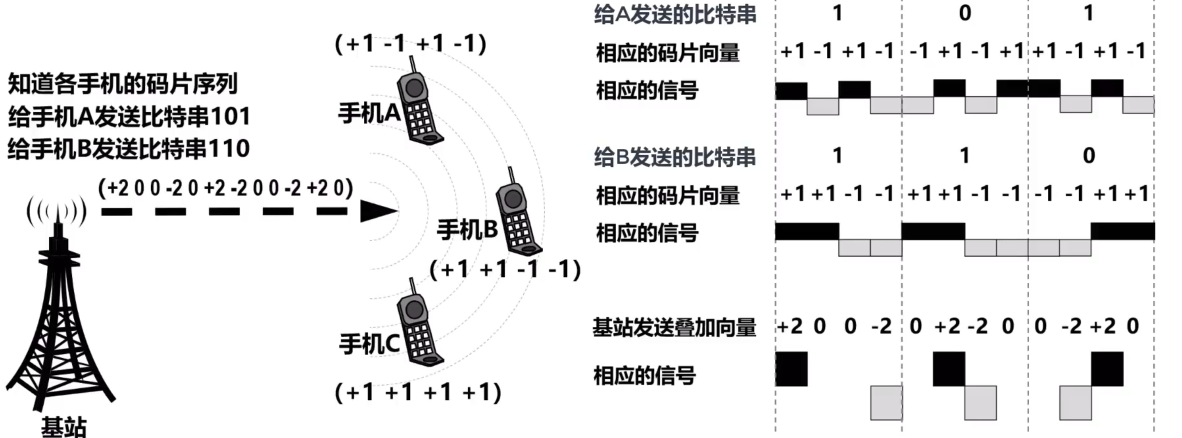 知道各手机的码片序列
给手机A发送比特串101
给手机B发送比特串110
(+2 0 0 -2 0 +2 -2 0 0 -2 +2 0)
基站
(+1 -1 +1 -1)
手机A
手机B
(+1 +1 -1 -1)
手机C
(+1 +1 +1 +1)
给A发送的比特串 1 0 1
相应的码片向量 +1 -1 +1 -1 -1 +1 -1 +1 +1 -1 +1 -1
相应的信号
给B发送的比特串 1 1 0
相应的码片向量 +1 +1 -1 -1 +1 +1 -1 -1 -1 -1 +1 +1
相应的信号
基站发送叠加向量 +2 0 0 -2 0 +2 -2 0 0 -2 +2 0
相应的信号